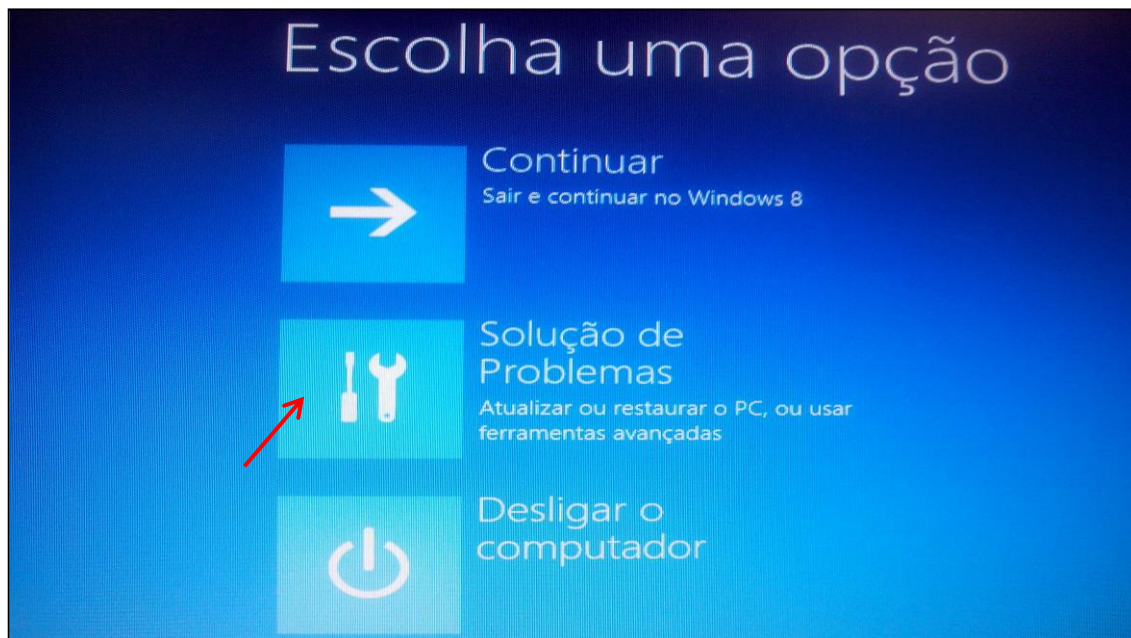 Escolha uma opção
Continuar
Sair e continuar no Windows 8
Solução de
Problemas
Atualizar ou restaurar o PC, ou usar
ferramentas avançadas
Desligar o
computador